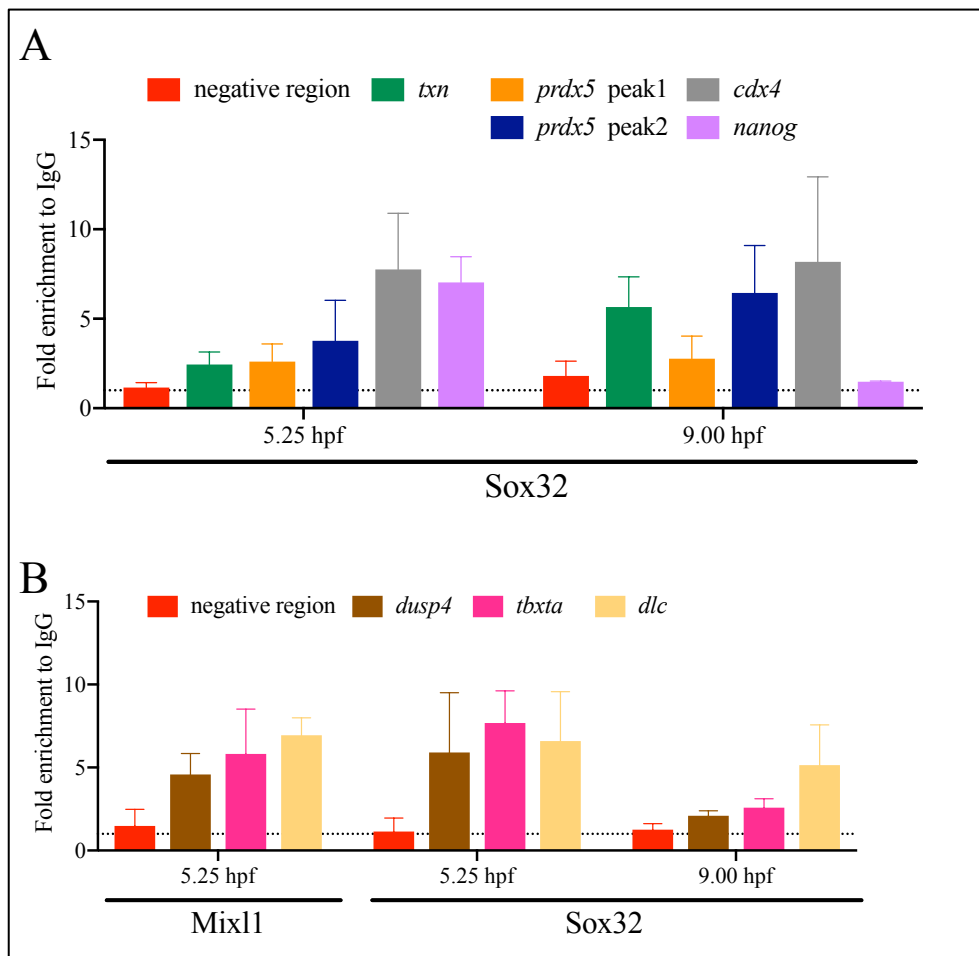 A
negative region txn prdx5 peak1 cdx4
prdx5 peak2 nanog
Fold enrichment to IgG
15
10
5
0
5.25 hpf 9.00 hpf
Sox32
B
negative region dusp4 tbxta dlc
Fold enrichment to IgG
15
10
5
0
5.25 hpf 5.25 hpf 9.00 hpf
Mixl1 Sox32